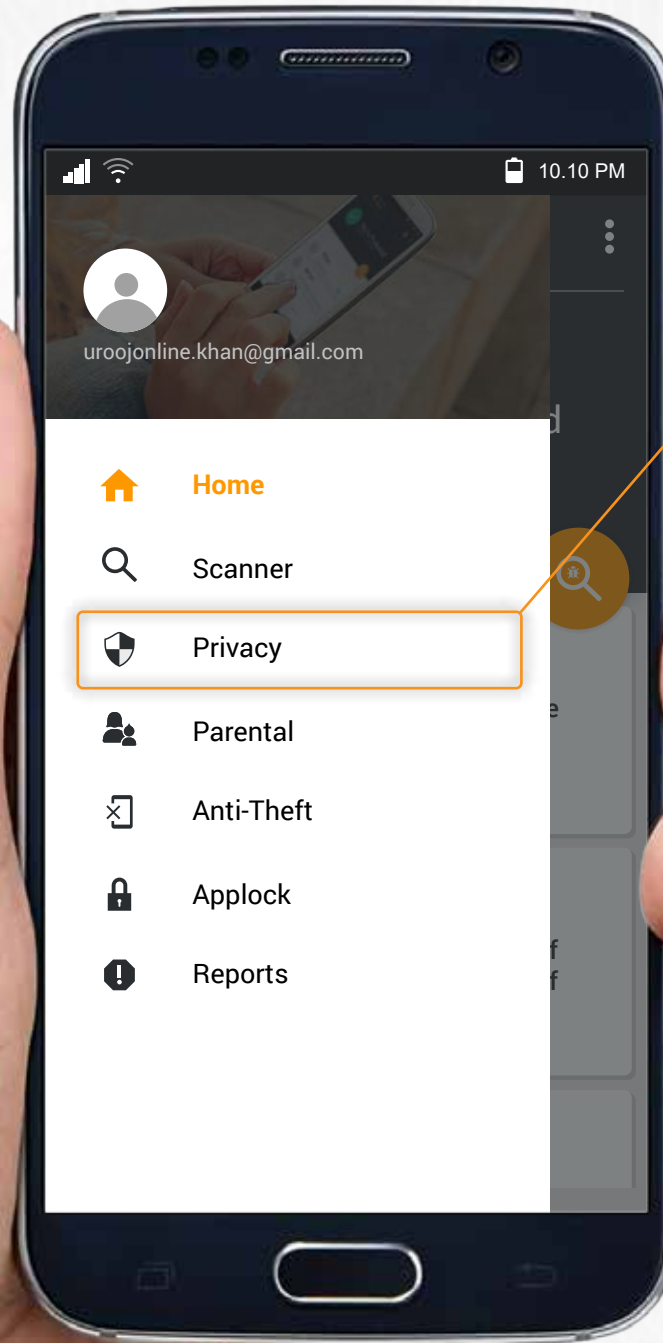 10.10 PM
uroojonline.khan@gmail.com
d
Home
Scanner
Privacy
e
Parental
Anti-Theft
Applock
f
Reports
f